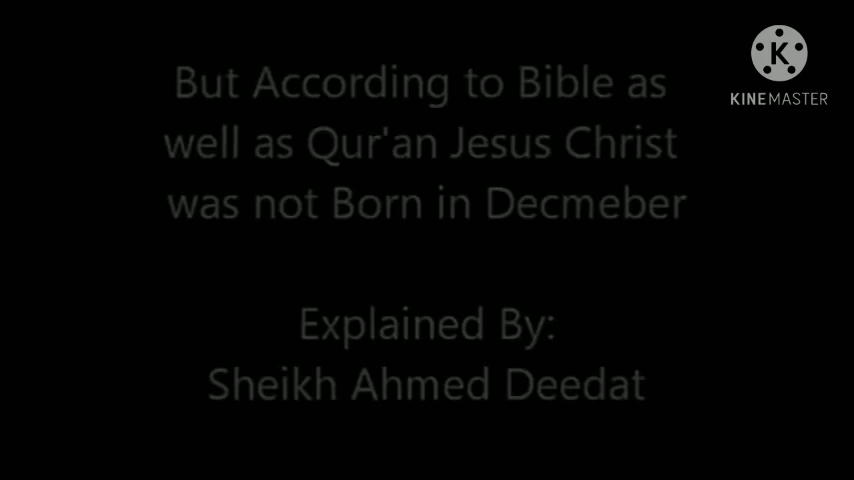 But According to Bible as
well as Qur'an Jesus Christ
was not Born in Decmeber
Explained By:
Sheikh Ahmed Deedat
K
KINEMASTER